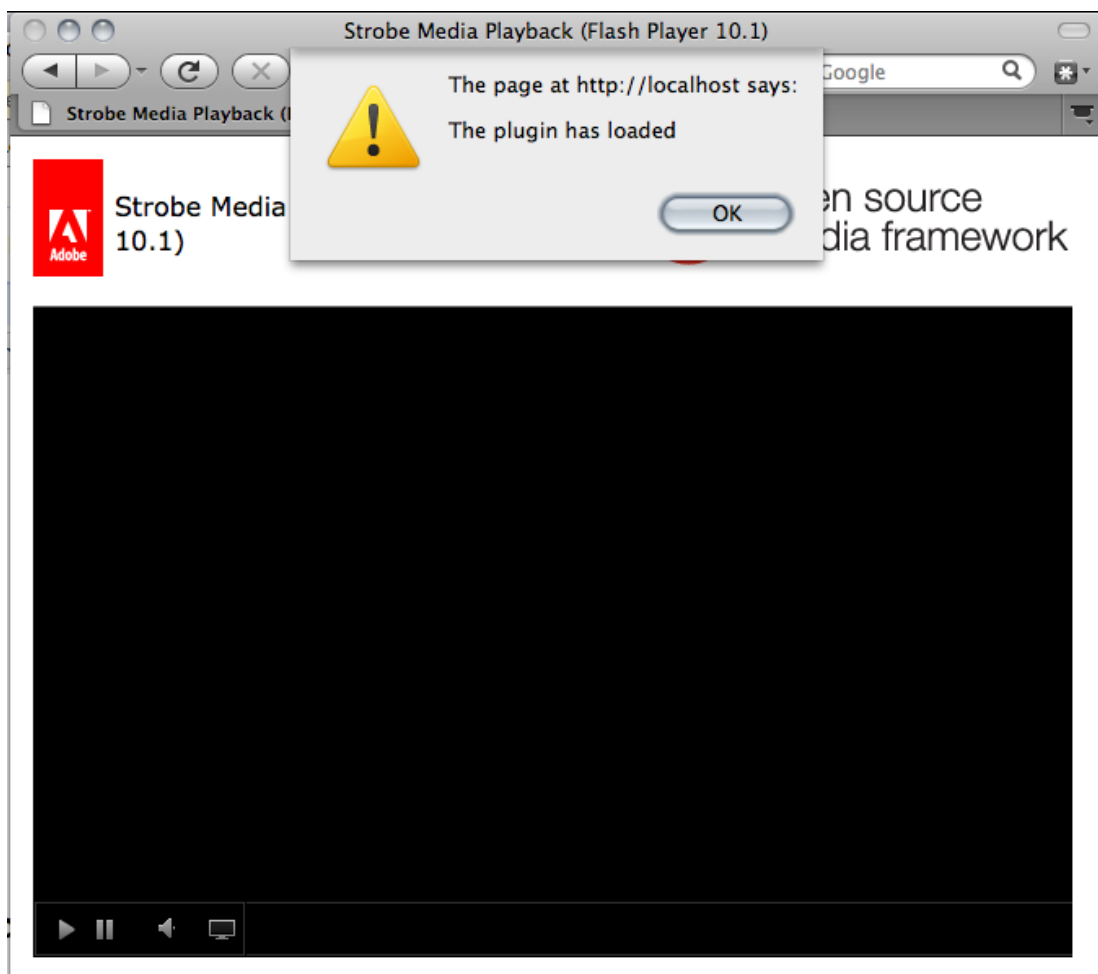 Strobe Media Playback (Flash Player 10.1)
The page at http://localhost says:
The plugin has loaded
OK
Google
Strobe Media Playback (
Adobe
Strobe Media
10.1)
en source
dia framework